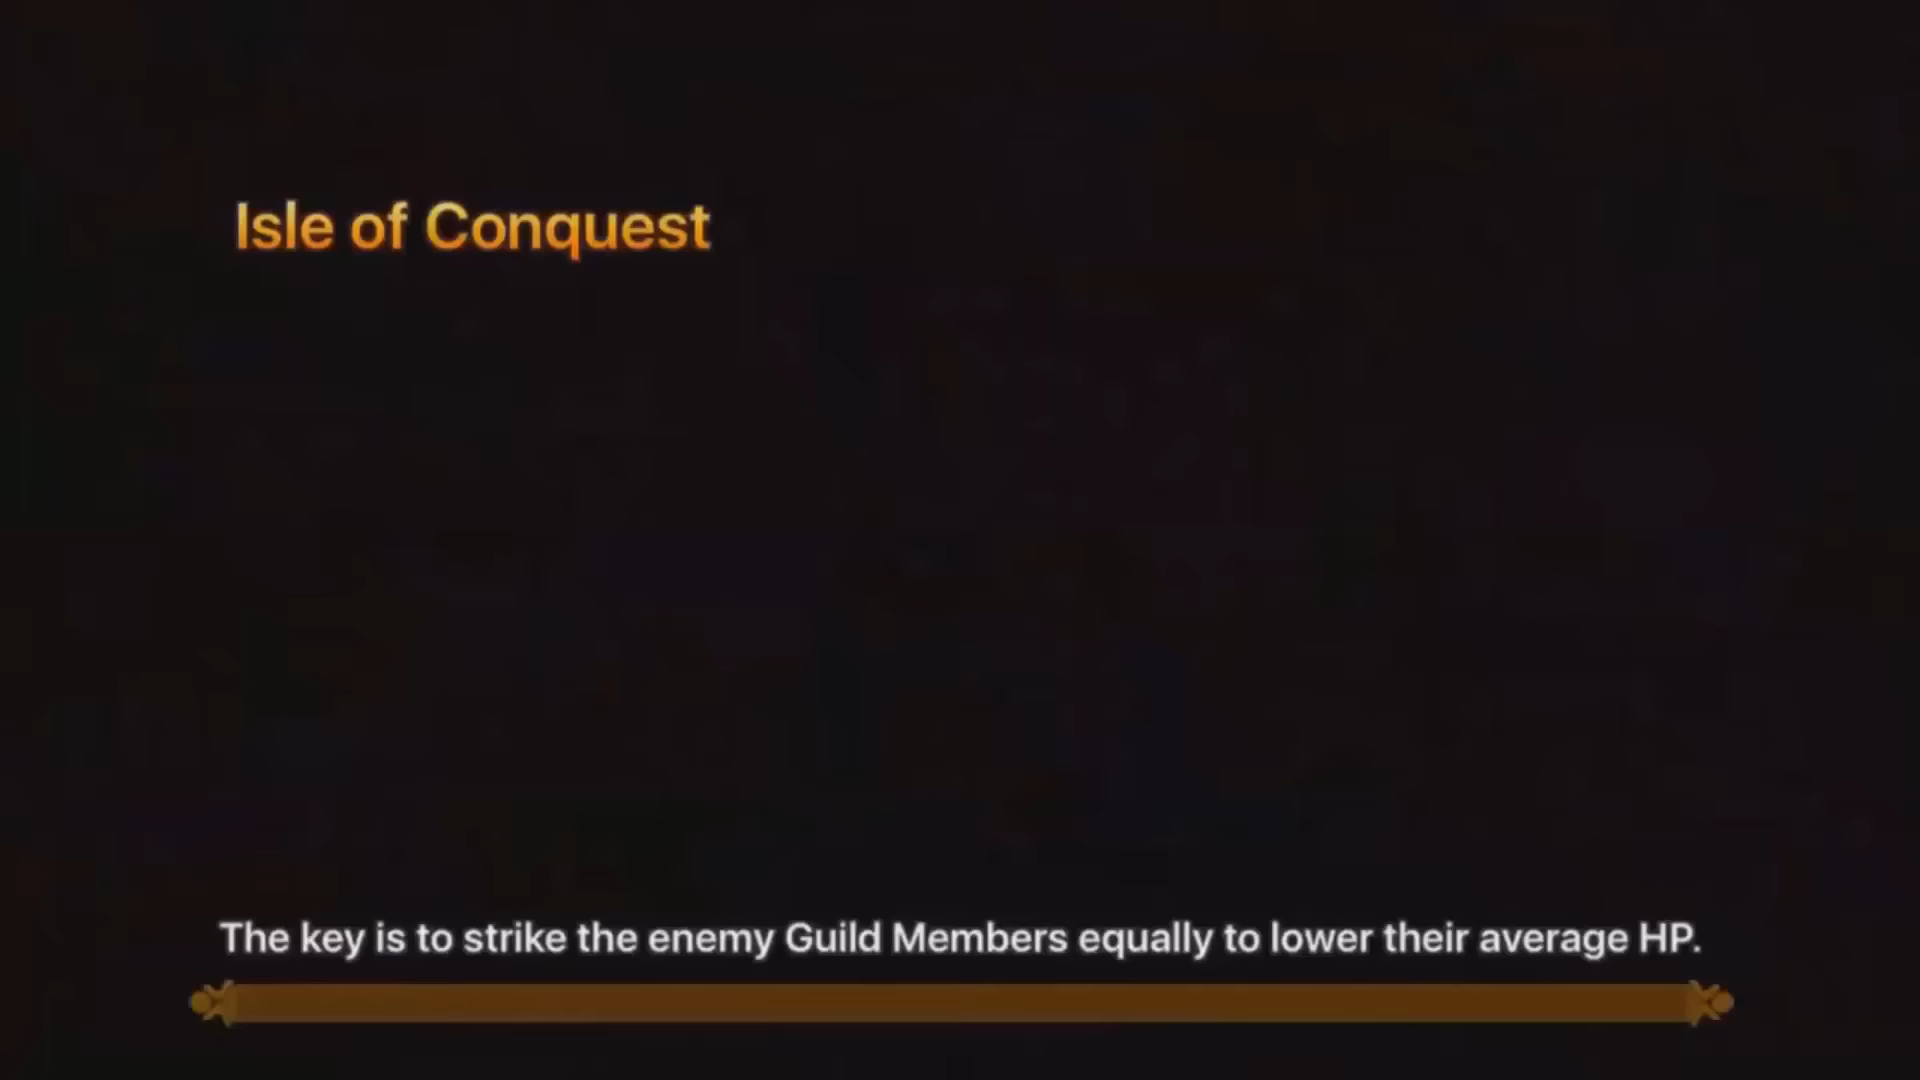 Isle of Conquest
The key is to strike the enemy Guild Members equally to lower their average HP.